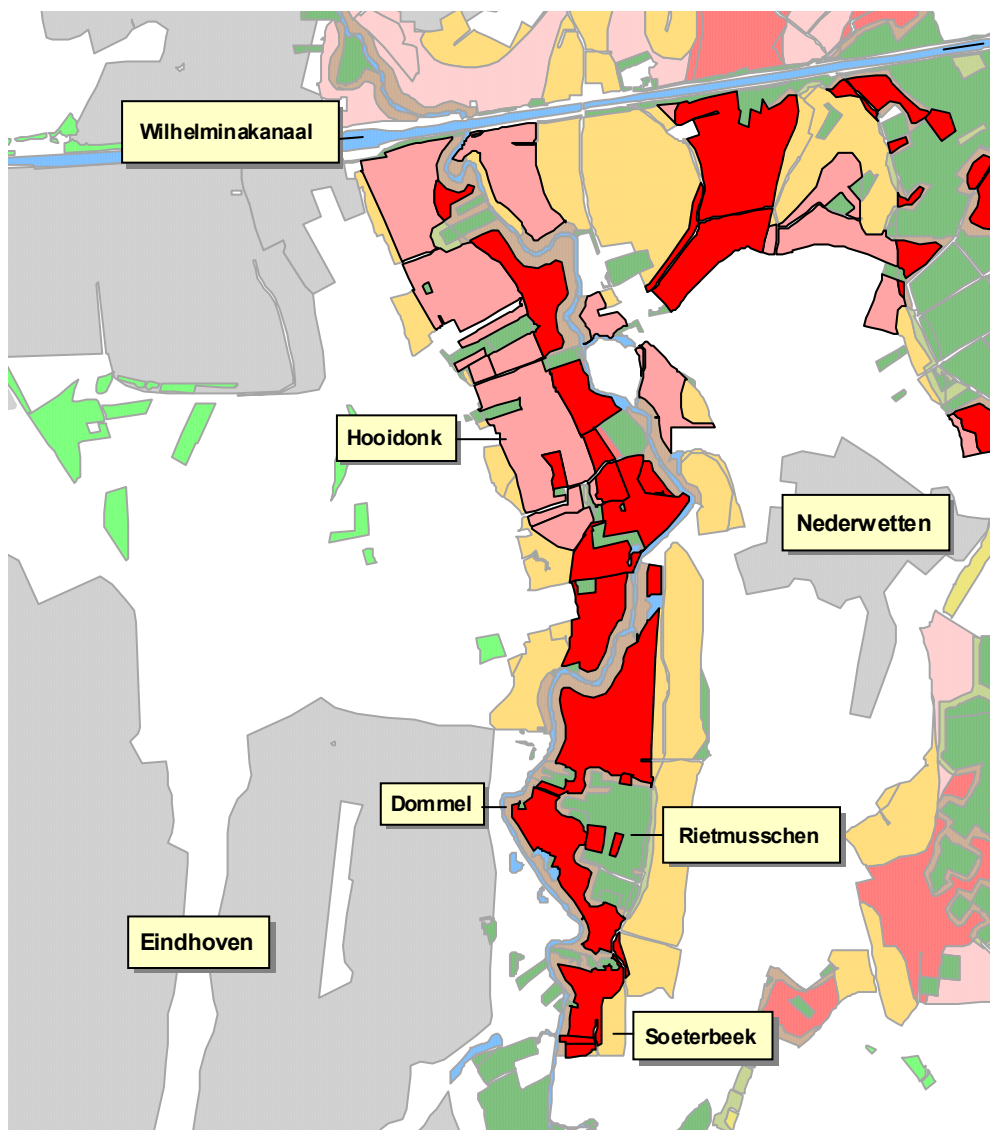 Wilhelminakanaal
Hooidonk
Nederwetten
Dommel
Rietmusschen
Eindhoven
Soeterbeek